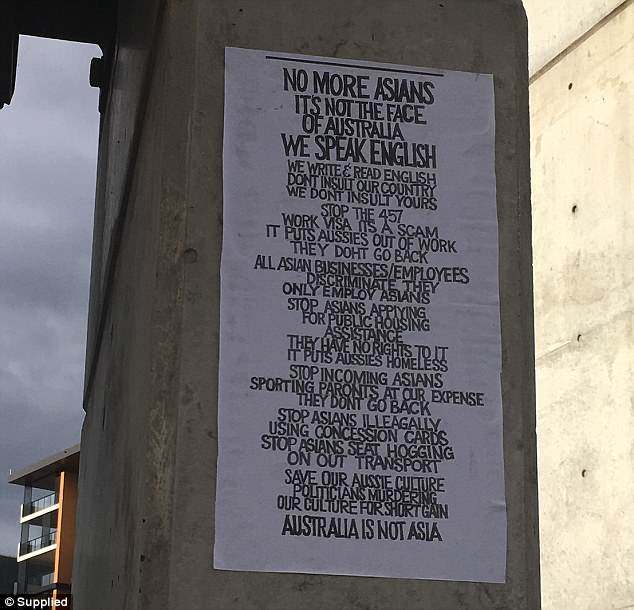 NO MORE ASIANS
IT'S NOT THE FACE
OF AUSTRALIA
WE SPEAK ENGLISH
WE WRITE & READ ENGLISH
DONT INSULT OUR COUNTRY
WE DONT INSULT YOURS
STOP THE 457
WORK VISA ITS A SCAM
IT PUTS AUSSIES OUT OF WORK
THEY DOHT GO BACK
ALL ASIAN BUSINESSES/EMPLOYEES
DISCRIMINATE THEY
ONLY EMPLOY ASIANS
STOP ASIANS APPLYING
FOR PUBLIC HOUSING
ASSISTANCE
THEY HAVE NO RIGHTS TO IT
IT PUTS AUSSIES HOMELESS
STOP INCOMING ASIANS
SPORTING PARONTS AT OUR EXPENSE
THEY DONT GO BACK
STOP ASIANS ILLEAGALLY
USING CONCESSION CARDS
STOP ASIANS SEAT HOGGING
ON OUT TRANSPORT
SAVE OUR AUSSIE CULTURE
POLITICIANS MURDERING
OUR CULTURE FOR SHORT GAIN
AUSTRALIA IS NOT ASIA
© Supplied